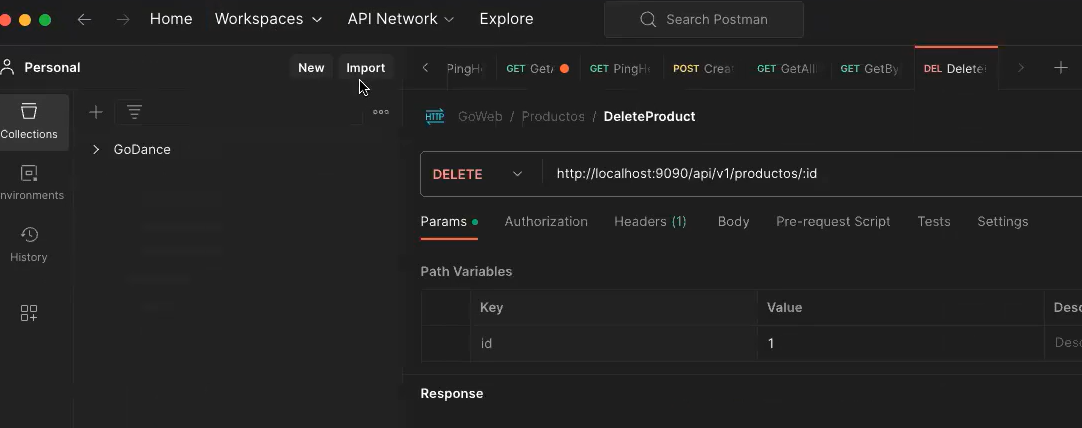 Home Workspaces API Network Explore Search Postman
Personal New Import
PingH GET Get GET PingH POST Crea GET GetAll GET GetBy DEL Delete
Collections
HTTP GoWeb / Productos / DeleteProduct
GoDance
DELETE http://localhost:9090/api/v1/productos/:id
nvironments
Params Authorization Headers (1) Body Pre-request Script Tests Settings
History
Path Variables
Key Value Desc
id 1 Desc
Response